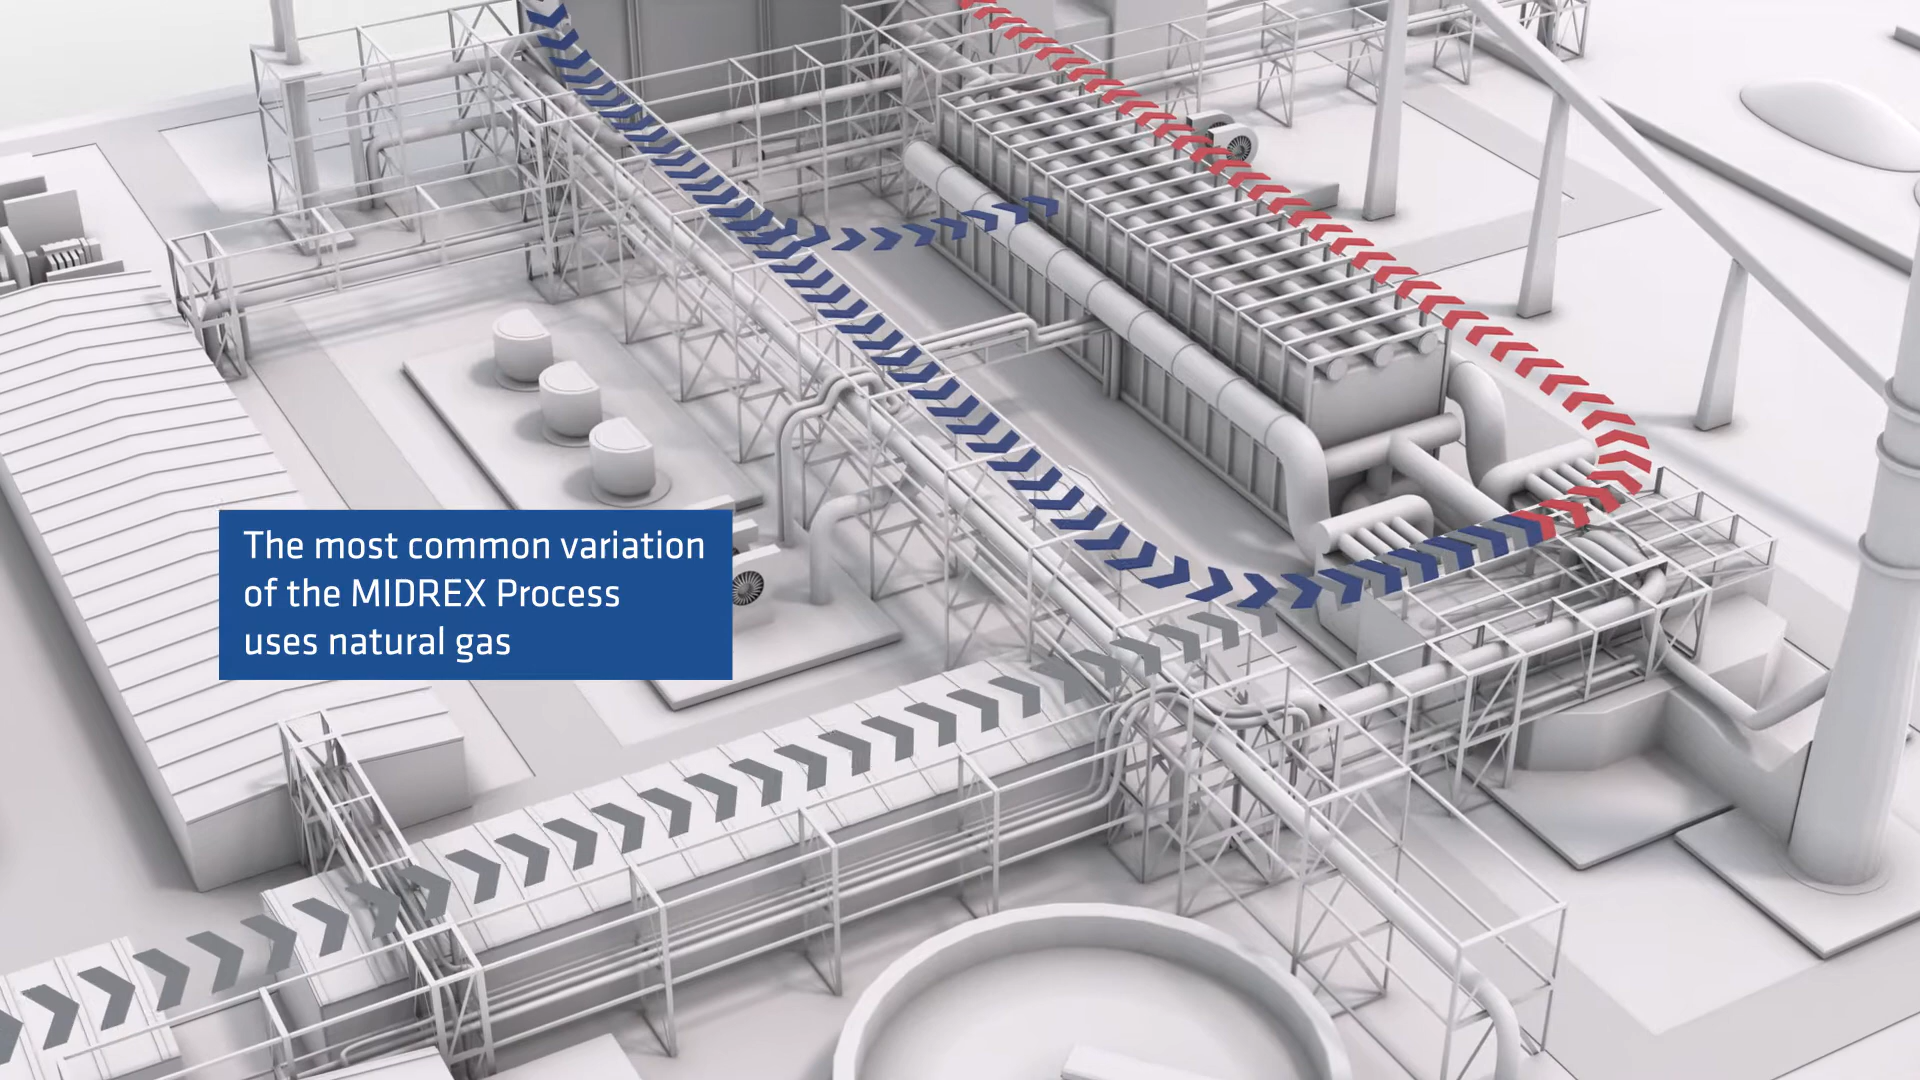 The most common variation
of the MIDREX Process
uses natural gas